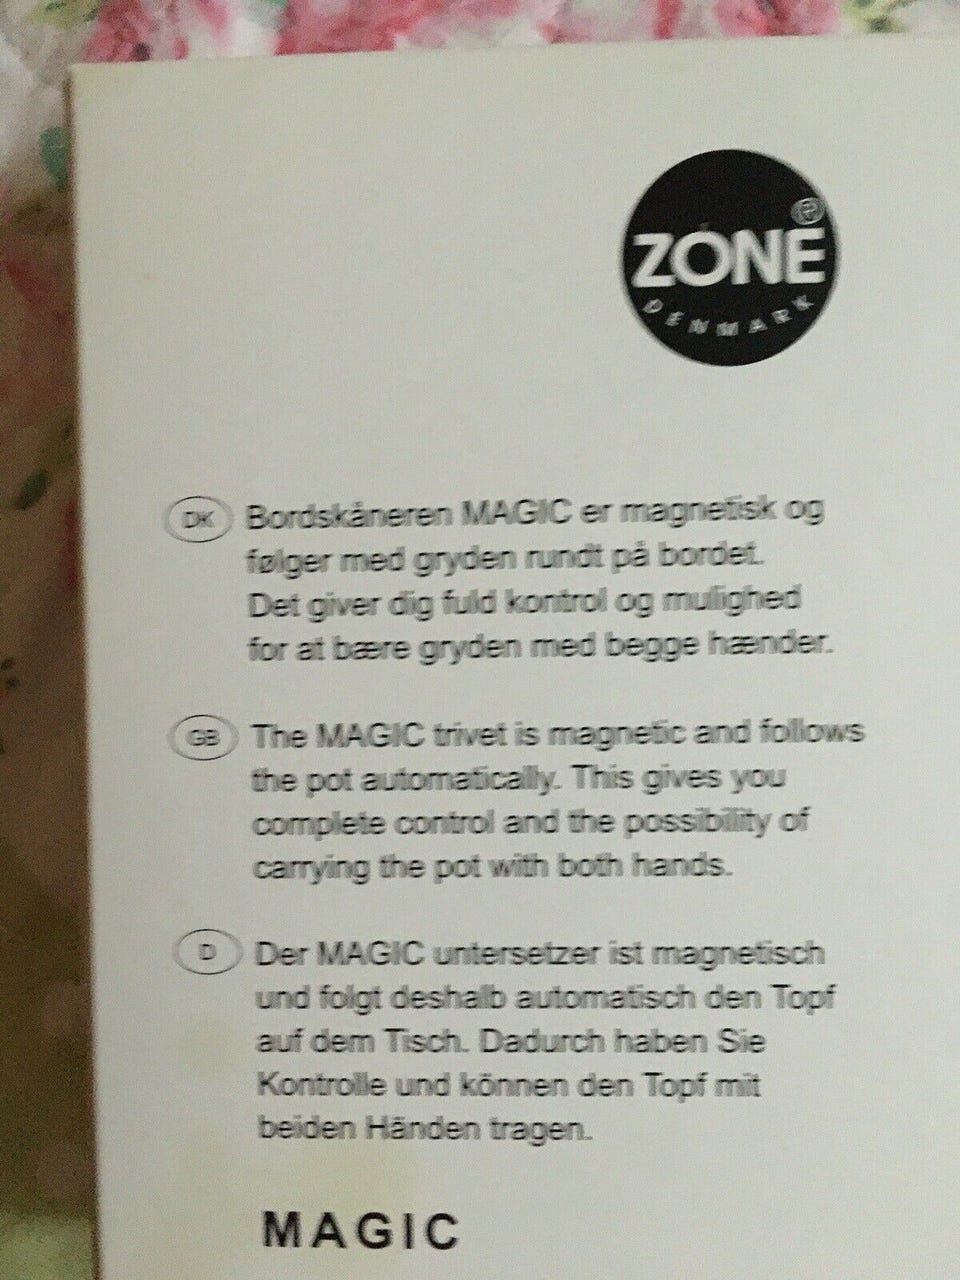 ZONE®
DENMARK
DK Bordskåneren MAGIC er magnetisk og
følger med gryden rundt på bordet.
Det giver dig fuld kontrol og mulighed
for at bære gryden med begge hænder.
GB The MAGIC trivet is magnetic and follows
the pot automatically. This gives you
complete control and the possibility of
carrying the pot with both hands.
D Der MAGIC untersetzer ist magnetisch
und folgt deshalb automatisch den Topf
auf dem Tisch. Dadurch haben Sie
Kontrolle und können den Topf mit
beiden Händen tragen.
MAGIC